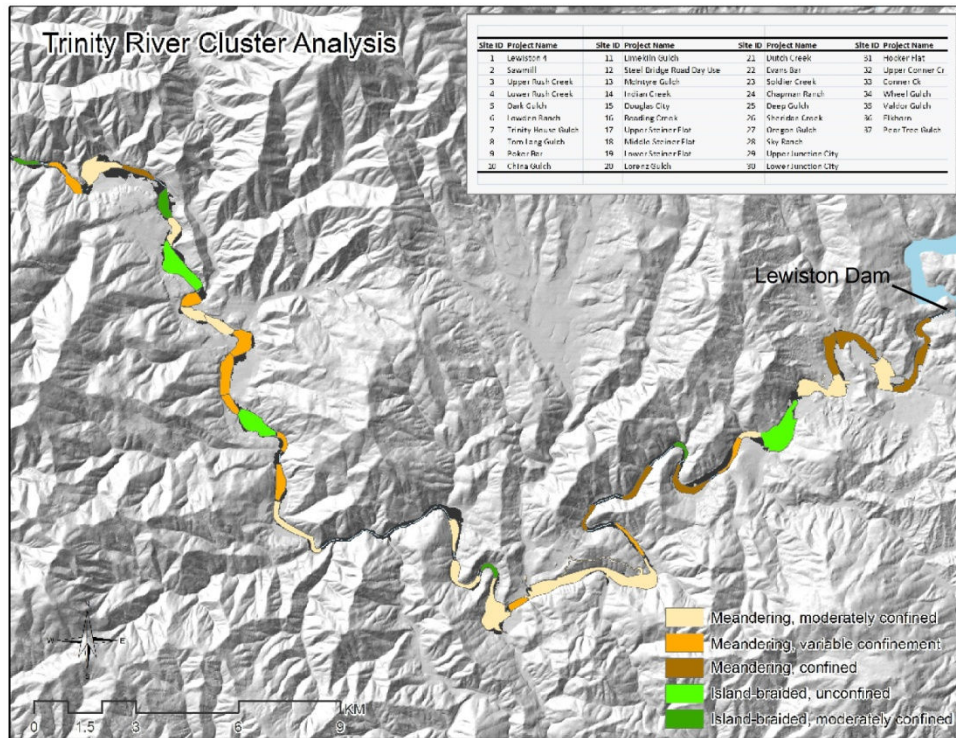 Trinity River Cluster Analysis
Site ID Project Name Site ID Project Name Site ID Project Name Site ID Project Name
1 Lewiston 4 11 Limekiln Gulch 21 Dutch Creek 31 Hocker Flat
2 Sawmill 12 Steel Bridge Road Day Use 22 Evans Bar 32 Upper Conner Cr
3 Upper Rush Creek 13 McIntyre Gulch 23 Soldier Creek 33 Conner Ck
4 Lower Rush Creek 14 Indian Creek 24 Chapman Ranch 34 Wheel Gulch
5 Dark Gulch 15 Douglas City 25 Deep Gulch 35 Valdor Gulch
6 Lowden Ranch 16 Reading Creek 26 Sheridan Creek 36 Elkhorn
7 Trinity House Gulch 17 Upper Steiner Flat 27 Oregon Gulch 37 Pear Tree Gulch
8 Tom Lang Gulch 18 Middle Steiner Flat 28 Sky Ranch
9 Poker Bar 19 Lower Steiner Flat 29 Upper Junction City
10 China Gulch 20 Lorenz Gulch 30 Lower Junction City
Lewiston Dam
Meandering, moderately confined
Meandering, variable confinement
Meandering, confined
Island-braided, unconfined
Island-braided, moderately confined
N
W E
S
KM
0 1.5 3 6 9